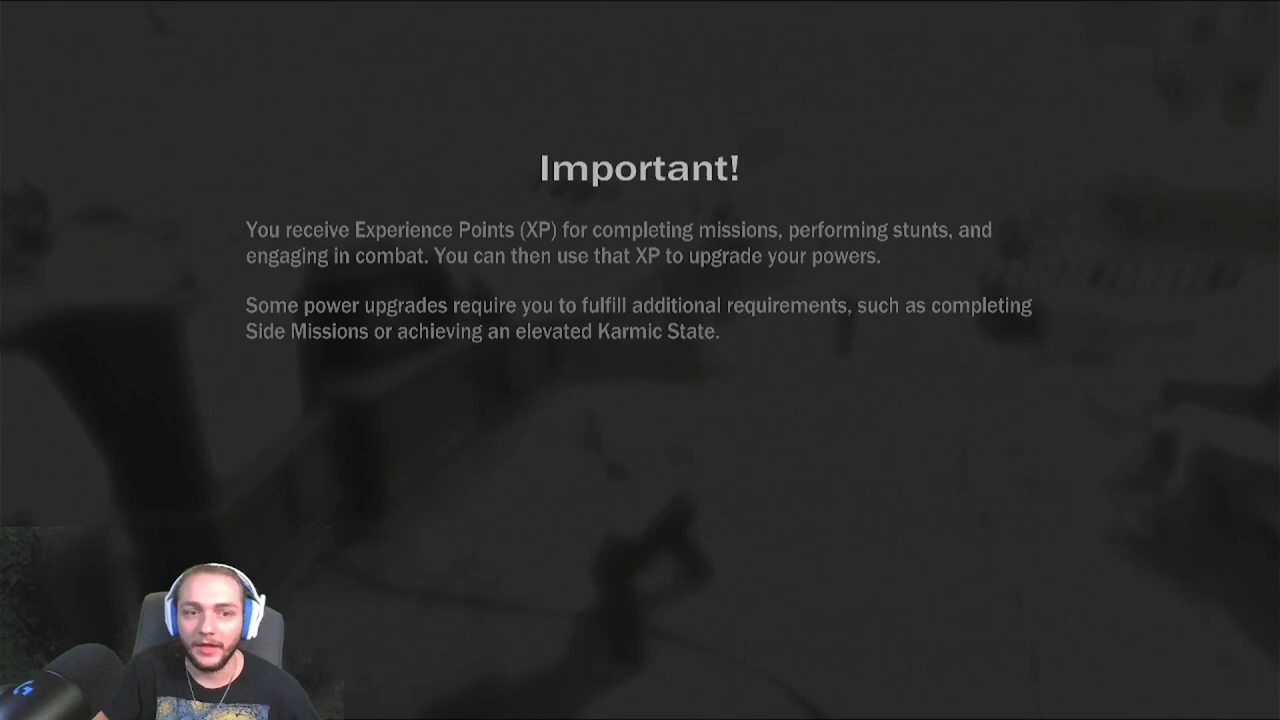 Important!
You receive Experience Points (XP) for completing missions, performing stunts, and
engaging in combat. You can then use that XP to upgrade your powers.
Some power upgrades require you to fulfill additional requirements, such as completing
Side Missions or achieving an elevated Karmic State.